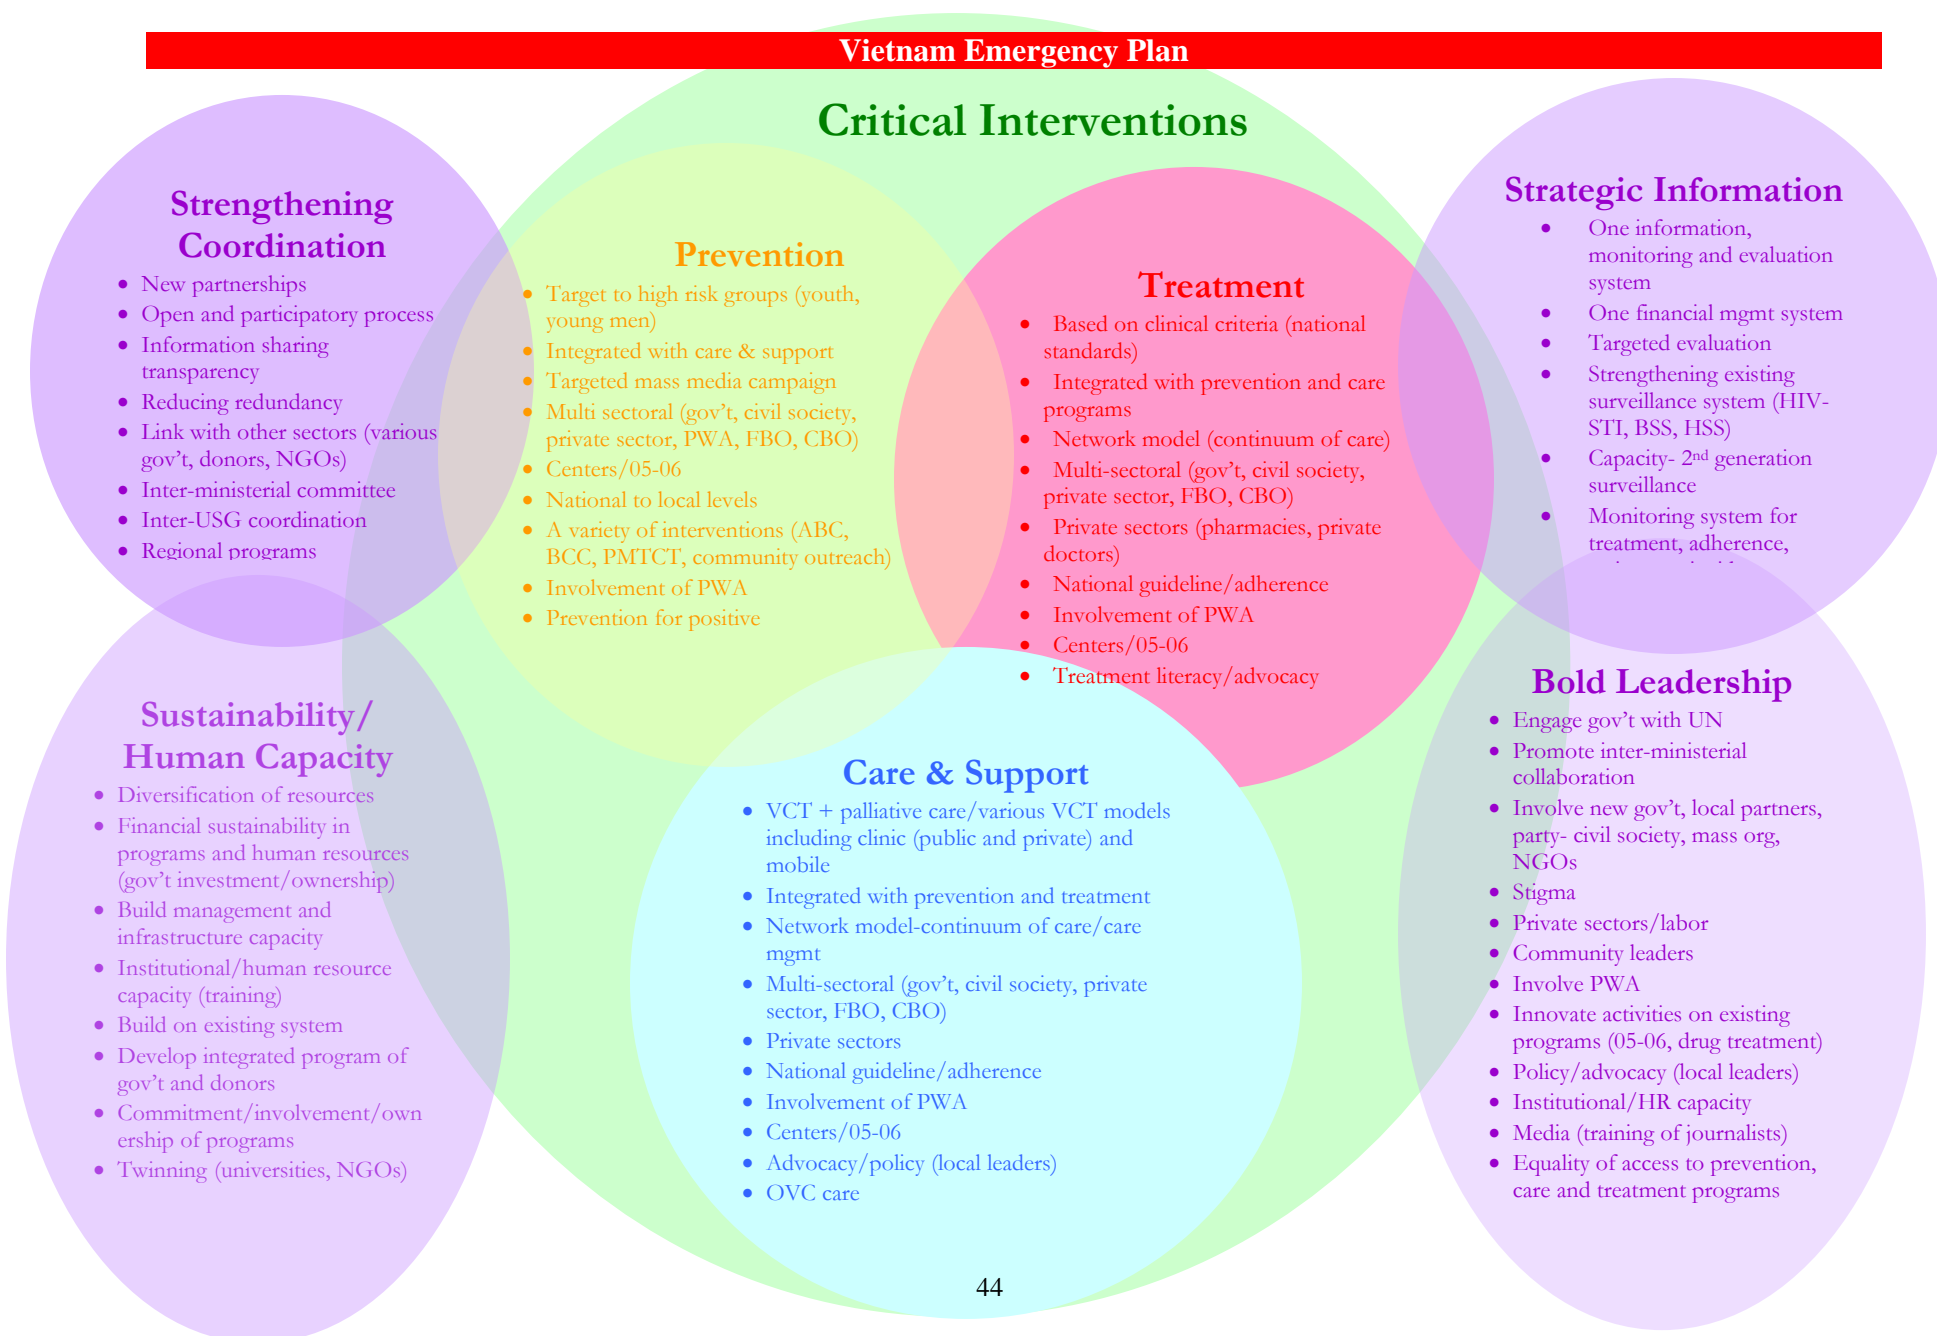 Vietnam Emergency Plan
Critical Interventions
Strengthening
Coordination
• New partnerships
• Open and participatory process
• Information sharing
transparency
• Reducing redundancy
• Link with other sectors (various
gov't, donors, NGOs)
• Inter-ministerial committee
• Inter-USG coordination
• Regional programs
Prevention
• Target to high risk groups (youth,
young men)
• Integrated with care & support
• Targeted mass media campaign
• Multi sectoral (gov't, civil society,
private sector, PWA, FBO, CBO)
• Centers/05-06
• National to local levels
• A variety of interventions (ABC,
BCC, PMTCT, community outreach)
• Involvement of PWA
• Prevention for positive
Treatment
• Based on clinical criteria (national
standards)
• Integrated with prevention and care
programs
• Network model (continuum of care)
• Multi-sectoral (gov't, civil society,
private sector, FBO, CBO)
• Private sectors (pharmacies, private
doctors)
• National guideline/adherence
• Involvement of PWA
• Centers/05-06
• Treatment literacy/advocacy
Strategic Information
• One information,
monitoring and evaluation
system
• One financial mgmt system
• Targeted evaluation
• Strengthening existing
surveillance system (HIV-
STI, BSS, HSS)
• Capacity- 2nd generation
surveillance
• Monitoring system for
treatment, adherence,
Sustainability/
Human Capacity
• Diversification of resources
• Financial sustainability in
programs and human resources
(gov't investment/ownership)
• Build management and
infrastructure capacity
• Institutional/human resource
capacity (training)
• Build on existing system
• Develop integrated program of
gov't and donors
• Commitment/involvement/own
ership of programs
• Twinning (universities, NGOs)
Care & Support
• VCT + palliative care/various VCT models
including clinic (public and private) and
mobile
• Integrated with prevention and treatment
• Network model-continuum of care/care
mgmt
• Multi-sectoral (gov't, civil society, private
sector, FBO, CBO)
• Private sectors
• National guideline/adherence
• Involvement of PWA
• Centers/05-06
• Advocacy/policy (local leaders)
• OVC care
Bold Leadership
• Engage gov't with UN
• Promote inter-ministerial
collaboration
• Involve new gov't, local partners,
party- civil society, mass org,
NGOs
• Stigma
• Private sectors/labor
• Community leaders
• Involve PWA
• Innovate activities on existing
programs (05-06, drug treatment)
• Policy/advocacy (local leaders)
• Institutional/HR capacity
• Media (training of journalists)
• Equality of access to prevention,
care and treatment programs
44